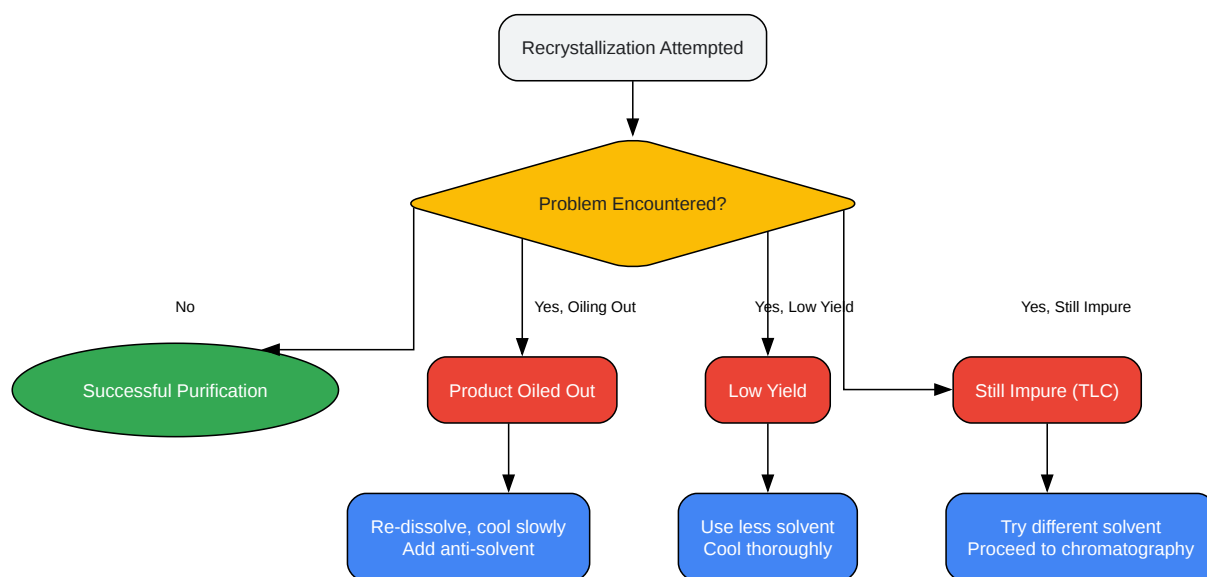 Recrystallization Attempted
Problem Encountered?
No
Yes, Oiling Out
Yes, Low Yield
Yes, Still Impure
Successful Purification
Product Oiled Out
Low Yield
Still Impure (TLC)
Re-dissolve, cool slowly
Add anti-solvent
Use less solvent
Cool thoroughly
Try different solvent
Proceed to chromatography